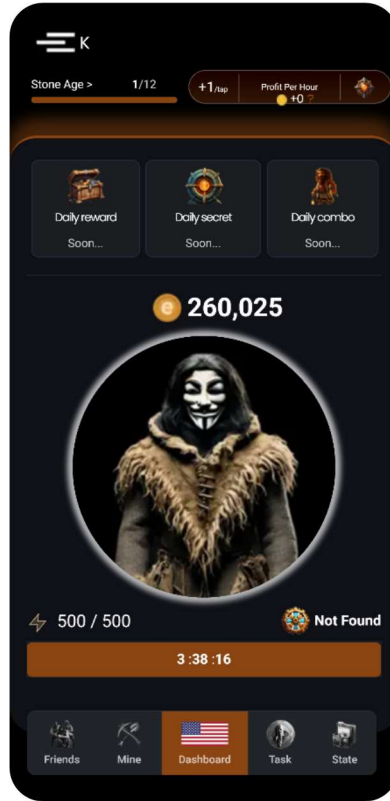 K
Stone Age > 1/12
+1/tap
Profit Per Hour
+0 ?
Daily reward
Soon...
Daily secret
Soon...
Daily combo
Soon...
e 260,025
500 / 500
Not Found
3 :38 :16
Friends
Mine
Dashboard
Task
State